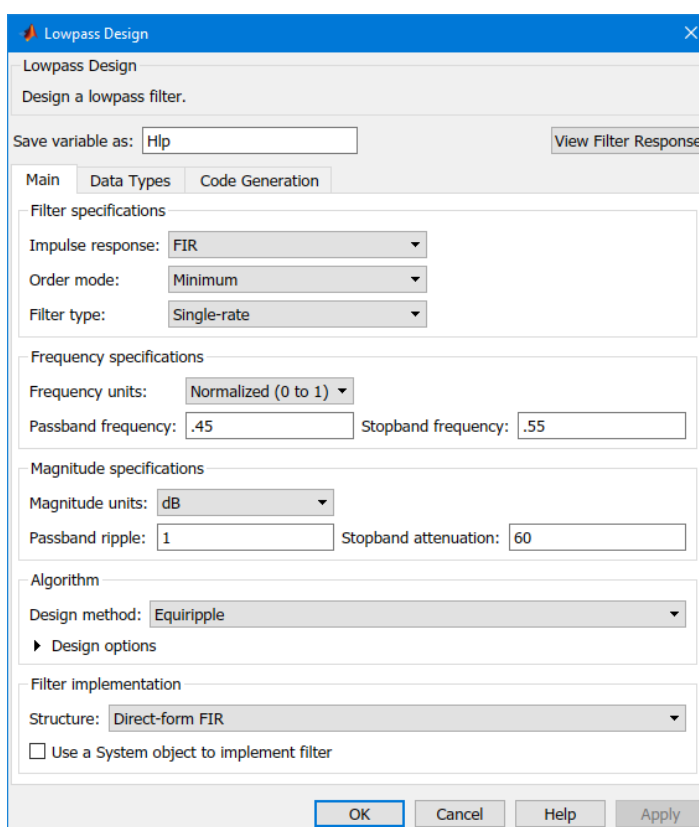 Lowpass Design
Lowpass Design
Design a lowpass filter.
Save variable as: Hlp View Filter Response
Main Data Types Code Generation
Filter specifications
Impulse response: FIR
Order mode: Minimum
Filter type: Single-rate
Frequency specifications
Frequency units: Normalized (0 to 1)
Passband frequency: .45 Stopband frequency: .55
Magnitude specifications
Magnitude units: dB
Passband ripple: 1 Stopband attenuation: 60
Algorithm
Design method: Equiripple
Design options
Filter implementation
Structure: Direct-form FIR
Use a System object to implement filter
OK Cancel Help Apply